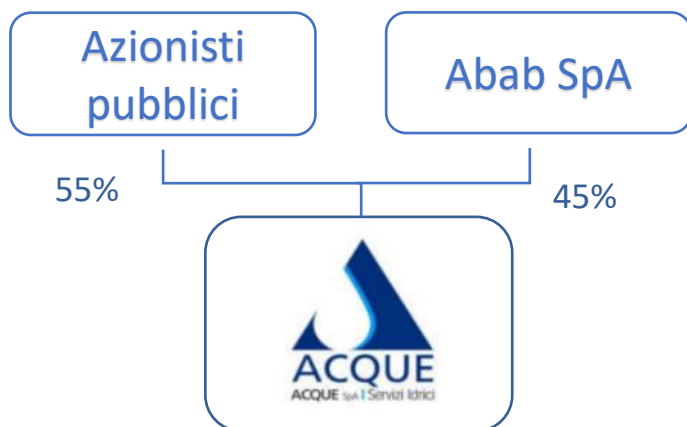 Azionisti
pubblici
Abab SpA
55%
45%
ACQUE
ACQUE SpA | Servizi Idrici